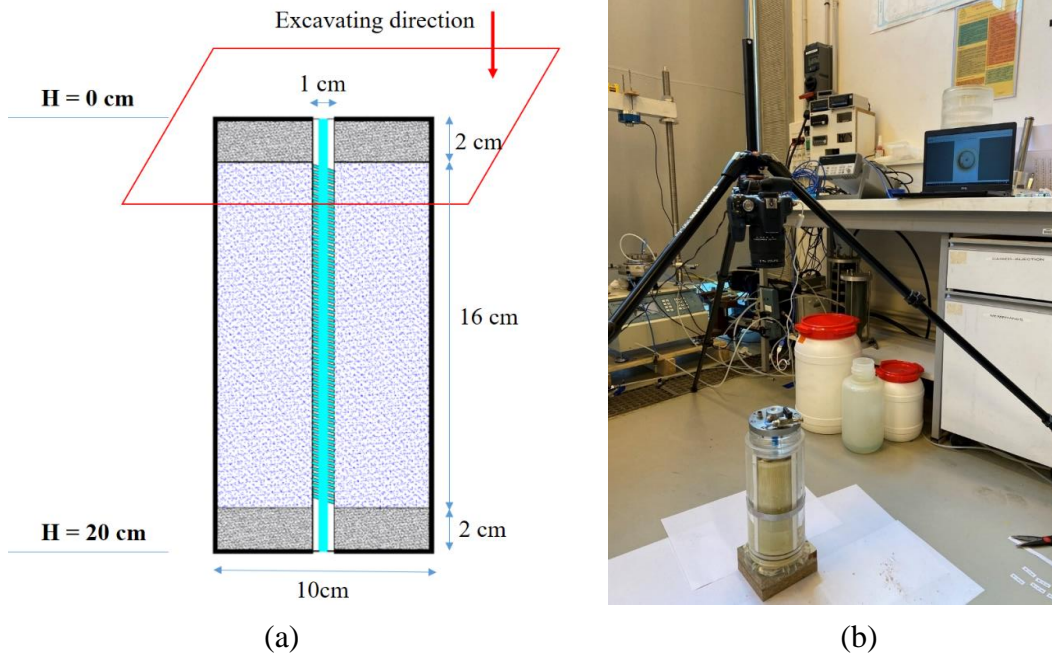 Excavating direction
1 cm
H = 0 cm
2 cm
16 cm
H = 20 cm
2 cm
10cm
(a)
(b)